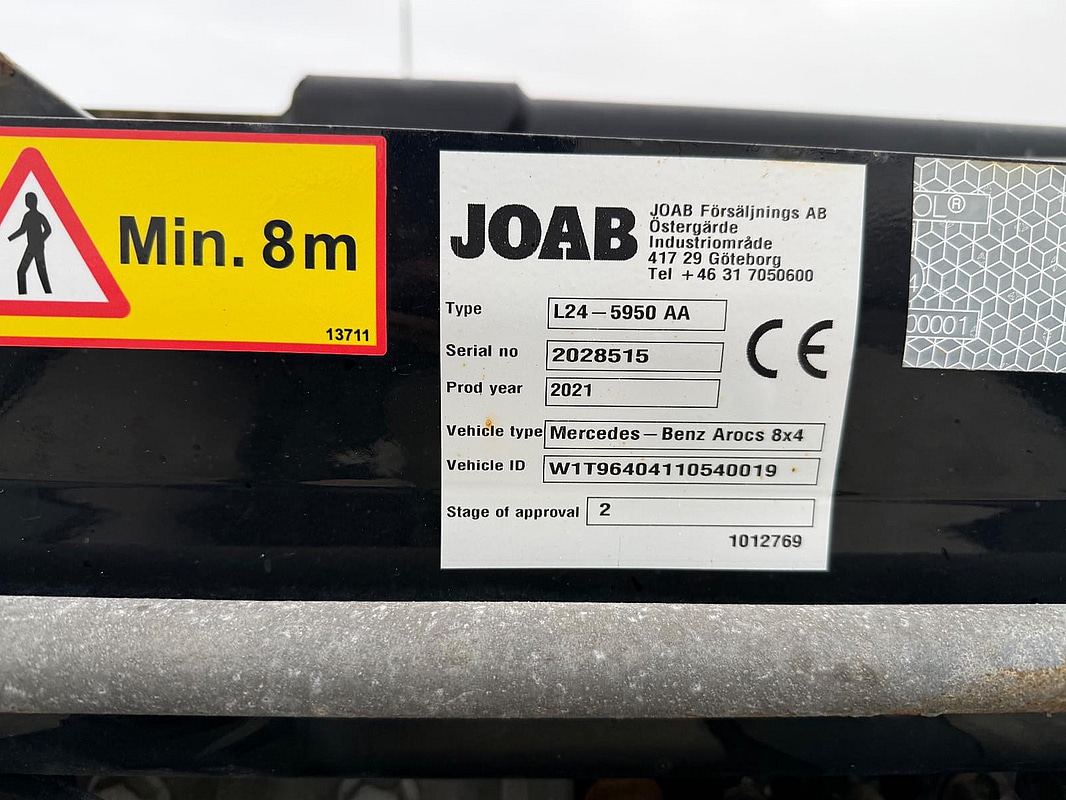 Min. 8m
13711
JOAB
JOAB Försäljnings AB
Östergärde
Industriområde
417 29 Göteborg
Tel +46 31 7050600
Type L24-5950 AA
Serial no 2028515
Prod year 2021
CE
Vehicle type Mercedes-Benz Arocs 8x4
Vehicle ID W1T96404110540019
Stage of approval 2
1012769
OL®
00001